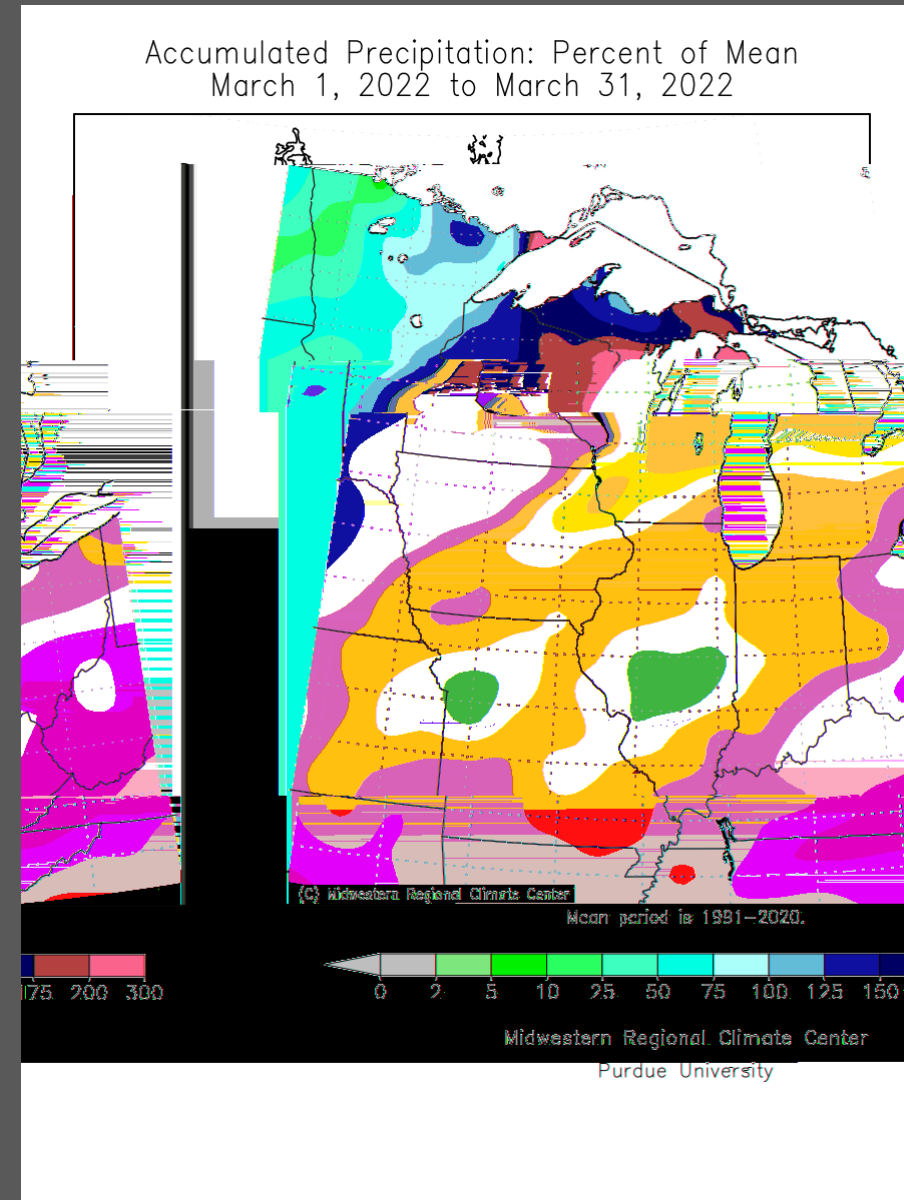 Accumulated Precipitation: Percent of Mean
March 1, 2022 to March 31, 2022
(C) Midwestern Regional Climate Center
Mean period is 1991-2020.
175 200 300
0 2 5 10 25 50 75 100 125 150
Midwestern Regional Climate Center
Purdue University